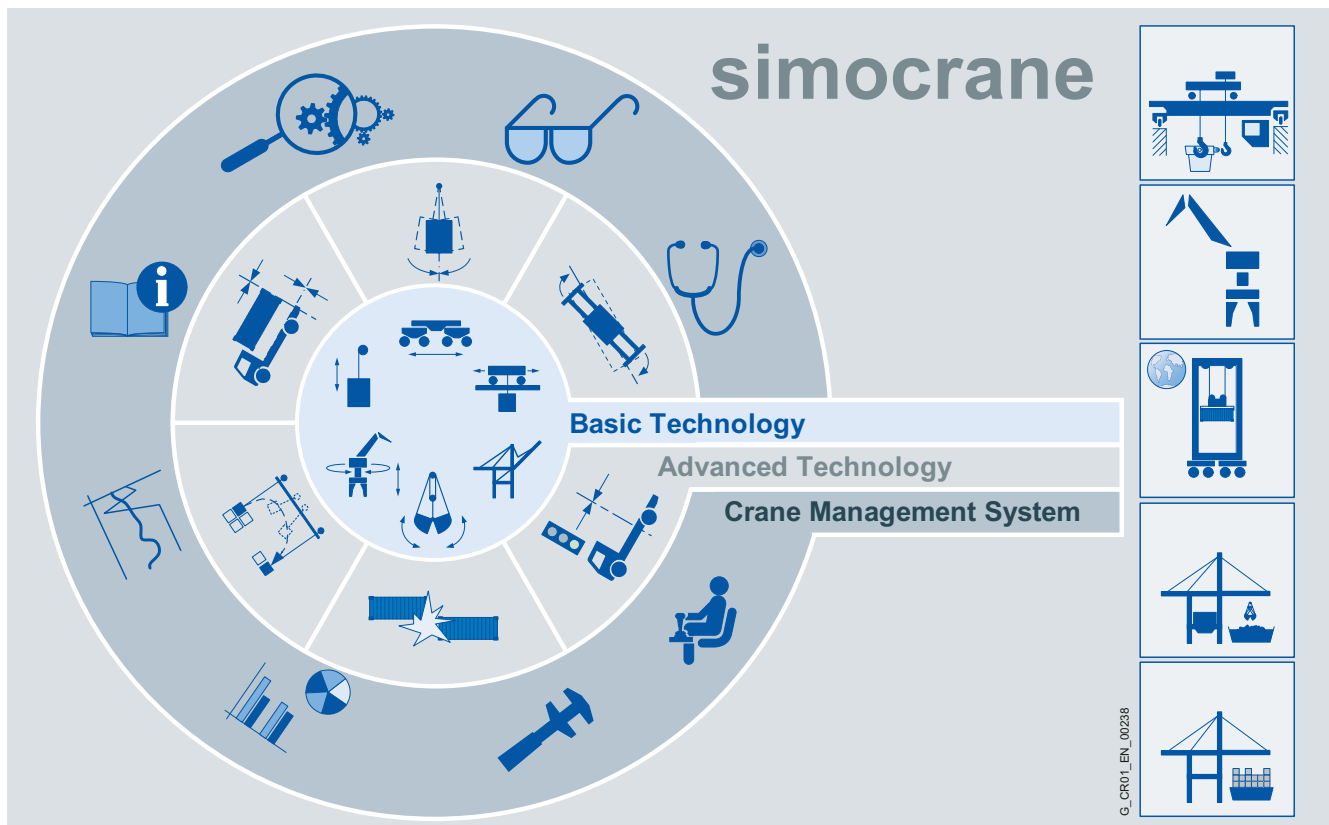 simocrane
i
Basic Technology
Advanced Technology
Crane Management System
G_CR01_EN_00238